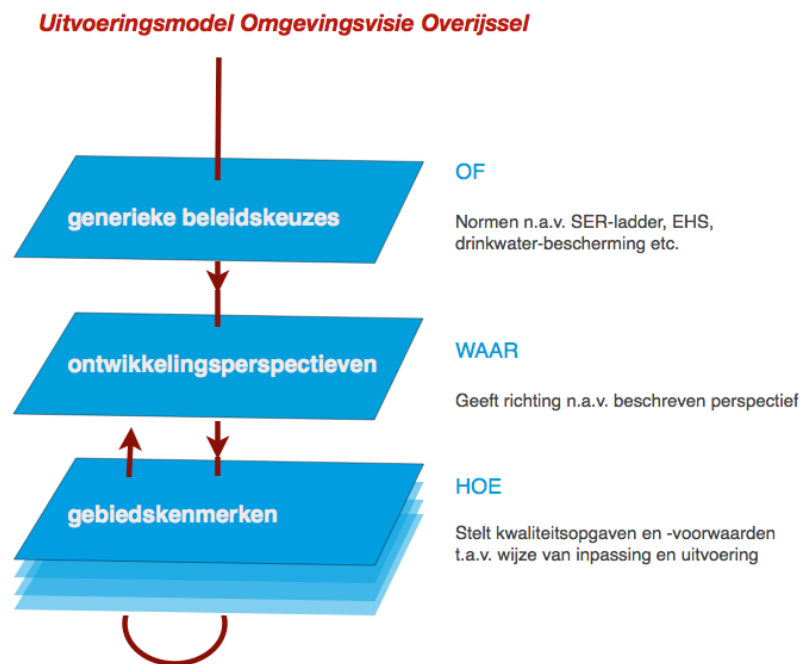 Uitvoeringsmodel Omgevingsvisie Overijssel
generieke beleidskeuzes
OF
Normen n.a.v. SER-ladder, EHS,
drinkwater-bescherming etc.
ontwikkelingsperspectieven
WAAR
Geeft richting n.a.v. beschreven perspectief
gebiedskenmerken
HOE
Stelt kwaliteitsopgaven en -voorwaarden
t.a.v. wijze van inpassing en uitvoering